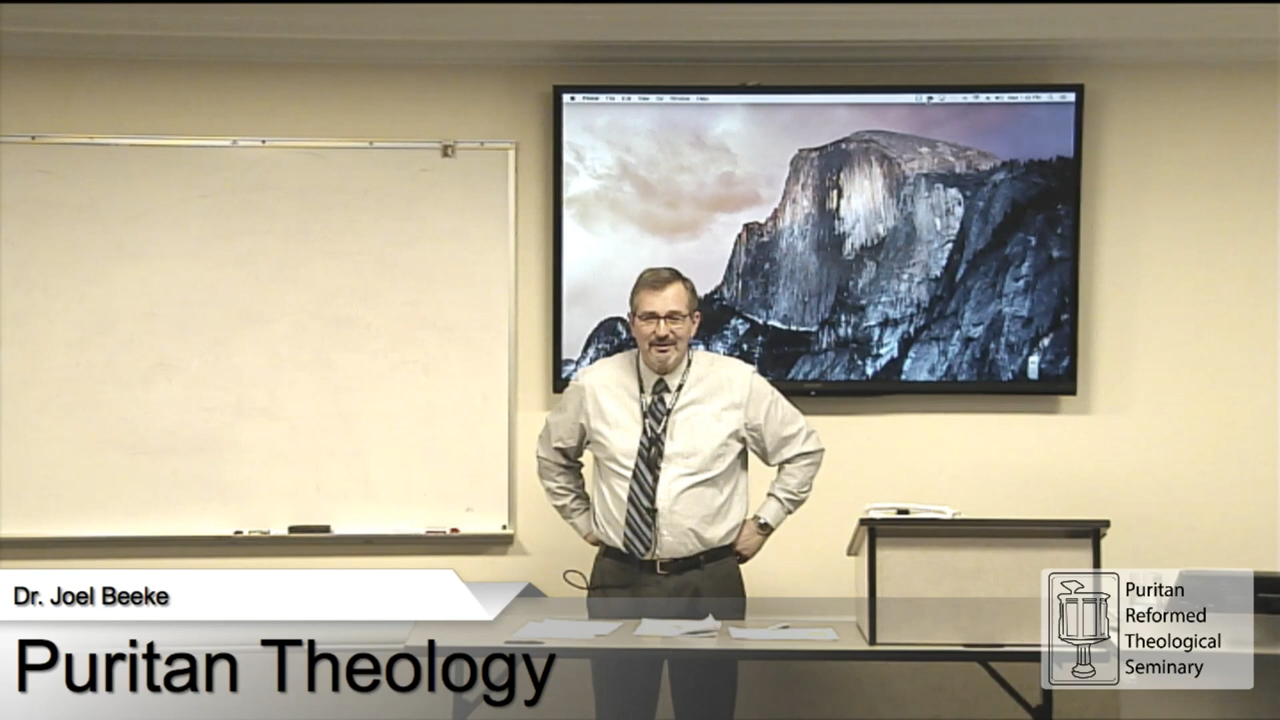 Dr. Joel Beeke
Puritan Theology
Puritan
Reformed
Theological
Seminary